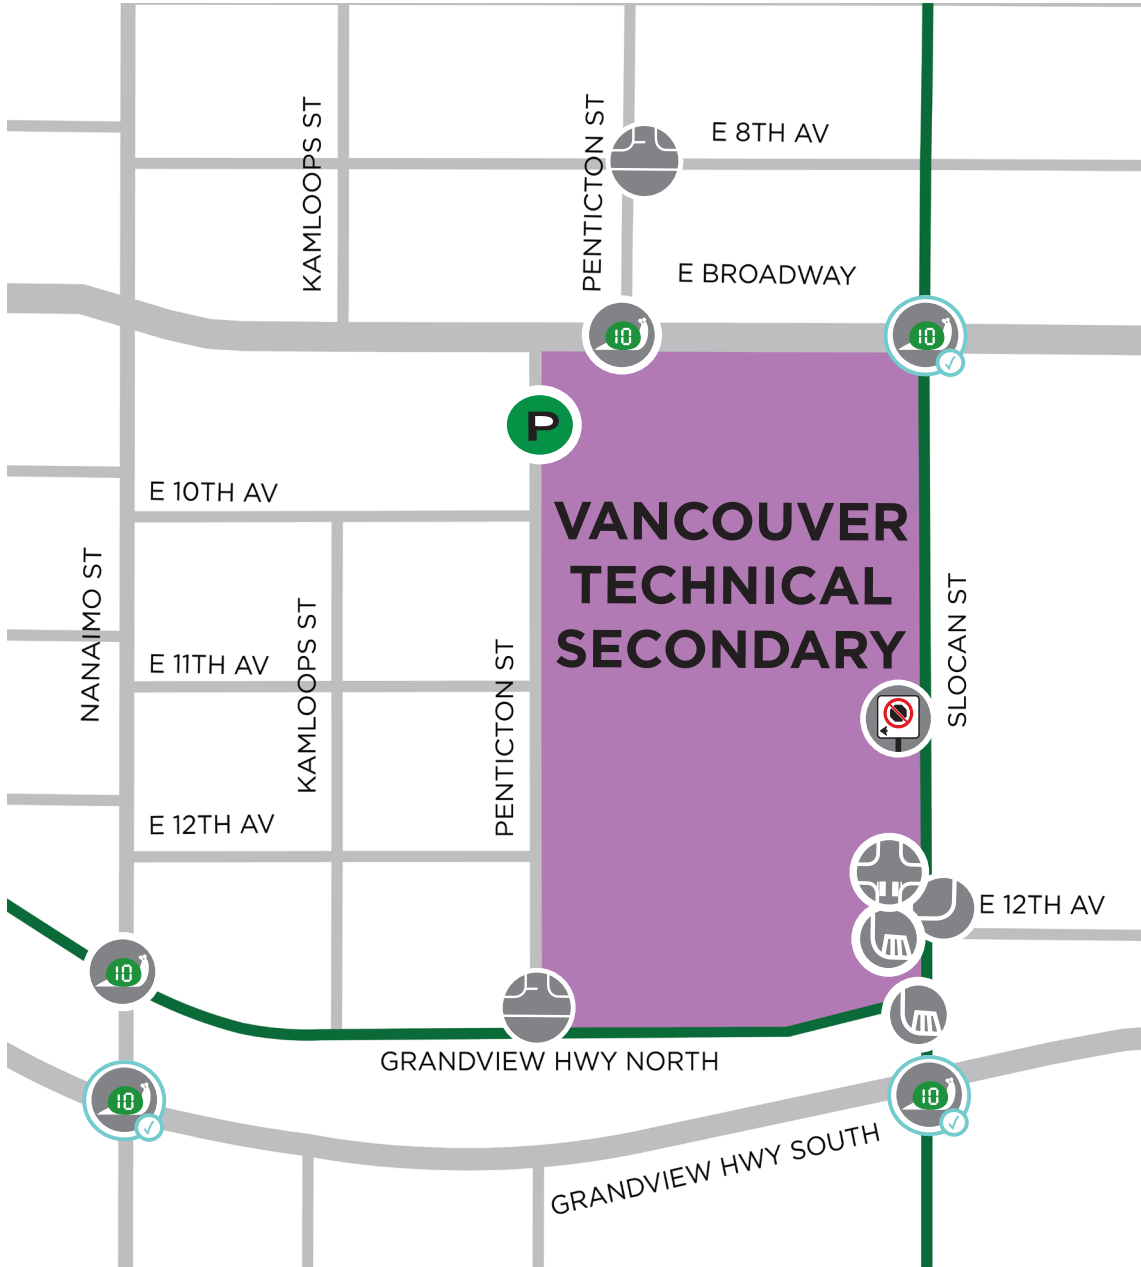 KAMLOOPS ST
PENTICTON ST
E 8TH AV
E BROADWAY
10
10
P
E 10TH AV
VANCOUVER
TECHNICAL
SECONDARY
NANAIMO ST
KAMLOOPS ST
PENTICTON ST
SLOCAN ST
E 11TH AV
E 12TH AV
E 12TH AV
10
GRANDVIEW HWY NORTH
10
10
GRANDVIEW HWY SOUTH